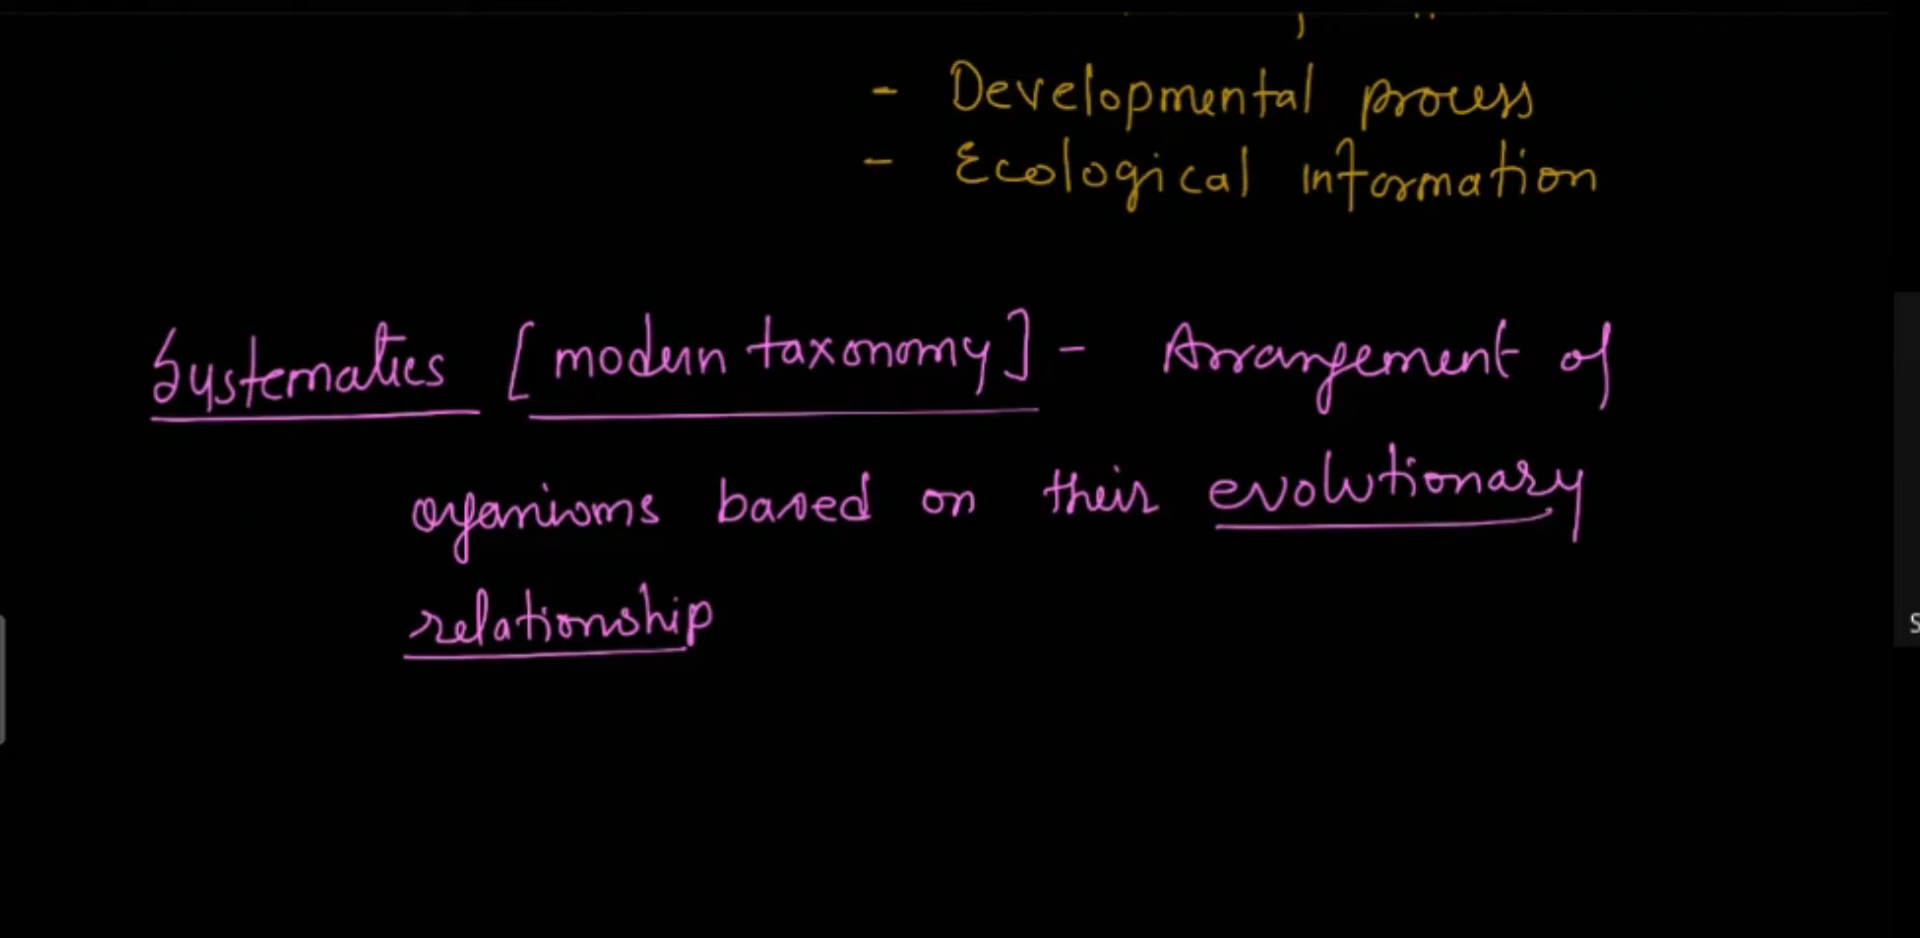 - Developmental process
- Ecological information
Systematics [modern taxonomy] - Arrangement of
organisms based on their evolutionary
relationship